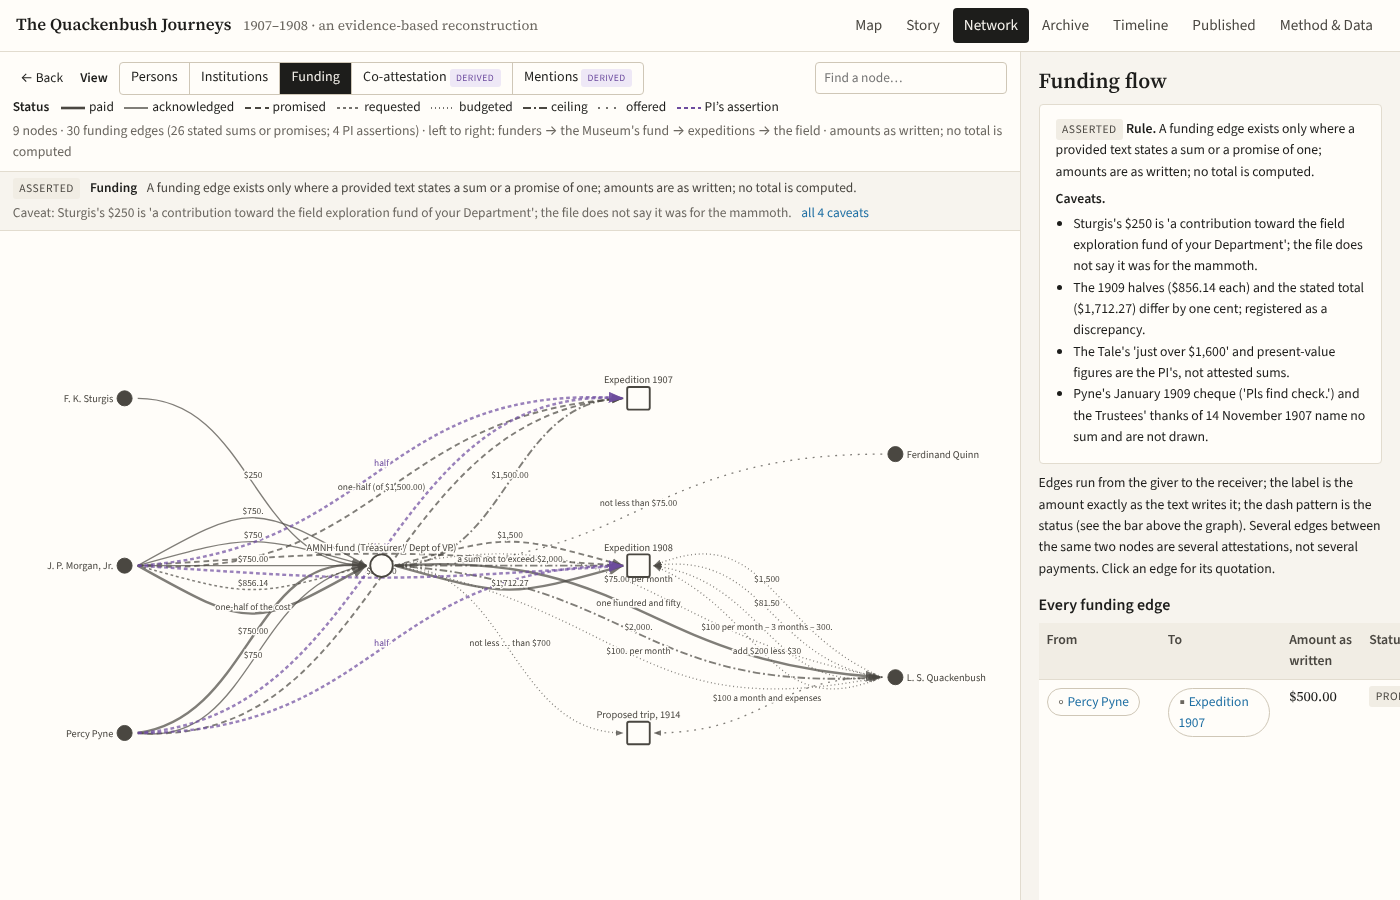 The Quackenbush Journeys 1907–1908 · an evidence-based reconstruction
Map Story Network Archive Timeline Published Method & Data
← Back View Persons Institutions Funding Co-attestation DERIVED Mentions DERIVED
Find a node…
Status paid acknowledged promised requested budgeted ceiling offered PI's assertion
9 nodes · 30 funding edges (26 stated sums or promises; 4 PI assertions) · left to right: funders → the Museum's fund → expeditions → the field · amounts as written; no total is
computed
ASSERTED Funding A funding edge exists only where a provided text states a sum or a promise of one; amounts are as written; no total is computed.
Caveat: Sturgis's $250 is 'a contribution toward the field exploration fund of your Department'; the file does not say it was for the mammoth. all 4 caveats
Expedition 1907
F. K. Sturgis
Ferdinand Quinn
half
$250
$1,500.00
one-half (of $1,500.00)
not less than $75.00
$750.
$750
$1,500
AMNH fund (Treasurer / Dept of VP)
Expedition 1908
$750.00
a sum not to exceed $2,000
J. P. Morgan, Jr.
$856.14
$1,712.27
$75.00 per month
$1,500
one-half of the cost
one hundred and fifty
$81.50
$750.00
$2,000.
$100 per month – 3 months – 300.
half
not less … than $700
$750
$100. per month
add $200 less $30
L. S. Quackenbush
$100 a month and expenses
Proposed trip, 1914
Percy Pyne
Funding flow
ASSERTED Rule. A funding edge exists only where a
provided text states a sum or a promise of one;
amounts are as written; no total is computed.
Caveats.
• Sturgis's $250 is 'a contribution toward the field
exploration fund of your Department'; the file does
not say it was for the mammoth.
• The 1909 halves ($856.14 each) and the stated total
($1,712.27) differ by one cent; registered as a
discrepancy.
• The Tale's 'just over $1,600' and present-value
figures are the PI's, not attested sums.
• Pyne's January 1909 cheque ('Pls find check.') and
the Trustees' thanks of 14 November 1907 name no
sum and are not drawn.
Edges run from the giver to the receiver; the label is the
amount exactly as the text writes it; the dash pattern is the
status (see the bar above the graph). Several edges between
the same two nodes are several attestations, not several
payments. Click an edge for its quotation.
Every funding edge
From To Amount as
written
Percy Pyne Expedition
1907
$500.00